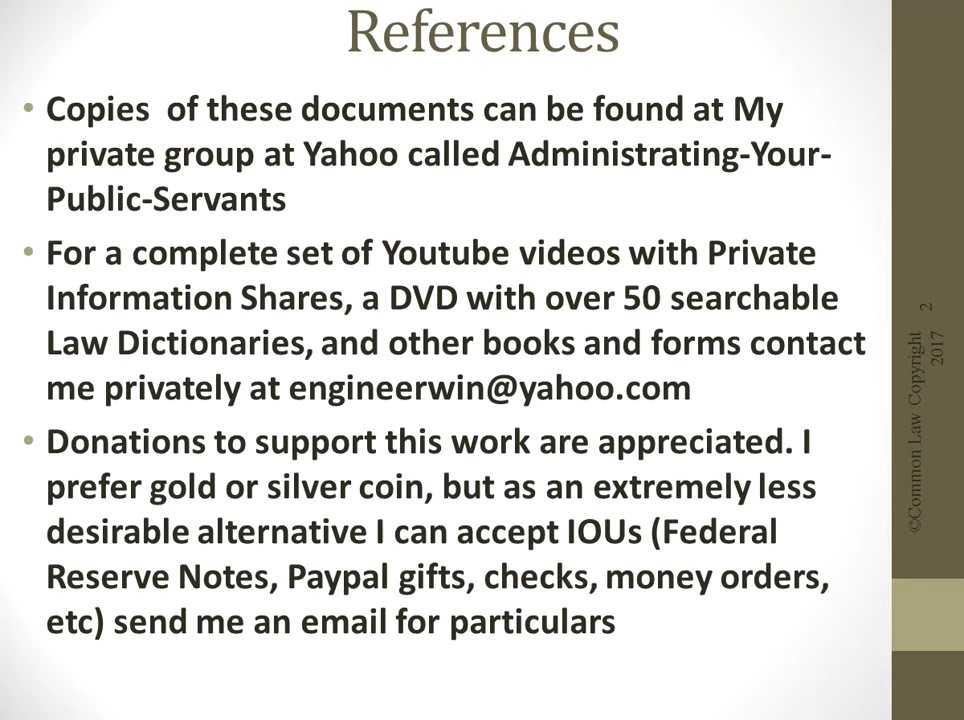 References
• Copies  of these documents can be found at My
private group at Yahoo called Administrating-Your-
Public-Servants
• For a complete set of Youtube videos with Private
Information Shares, a DVD with over 50 searchable
Law Dictionaries, and other books and forms contact
me privately at engineerwin@yahoo.com
• Donations to support this work are appreciated. I
prefer gold or silver coin, but as an extremely less
desirable alternative I can accept IOUs (Federal
Reserve Notes, Paypal gifts, checks, money orders,
etc) send me an email for particulars
©Common Law Copyright
2017
2